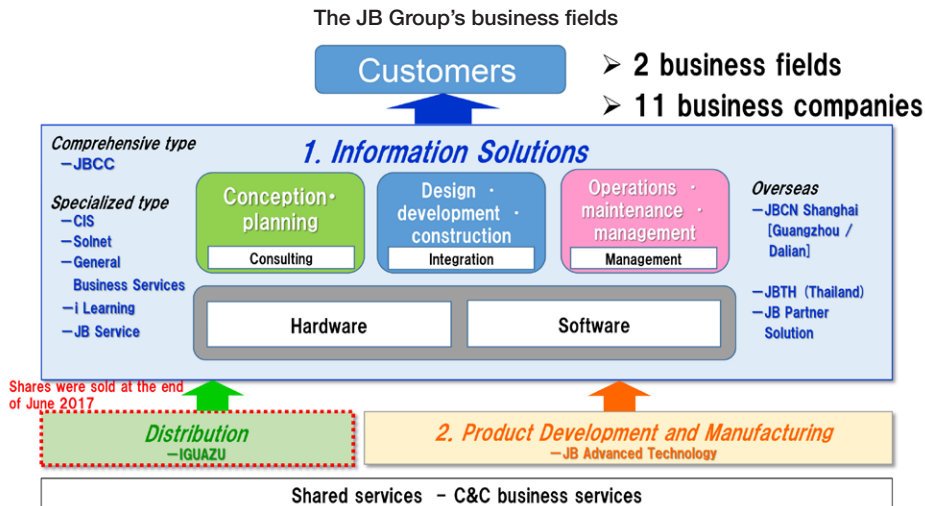 The JB Group's business fields
Customers
➢ 2 business fields
➢ 11 business companies
Comprehensive type
－JBCC
1. Information Solutions
Specialized type
－CIS
－Solnet
－General
Business Services
－i Learning
－JB Service
Conception・
planning
Consulting
Design ・
development ・
construction
Integration
Operations ・
maintenance ・
management
Management
Hardware
Software
Overseas
－JBCN Shanghai
[Guangzhou /
Dalian]
－JBTH (Thailand)
－JB Partner
Solution
Shares were sold at the end
of June 2017
Distribution
－IGUAZU
2. Product Development and Manufacturing
－JB Advanced Technology
Shared services － C&C business services